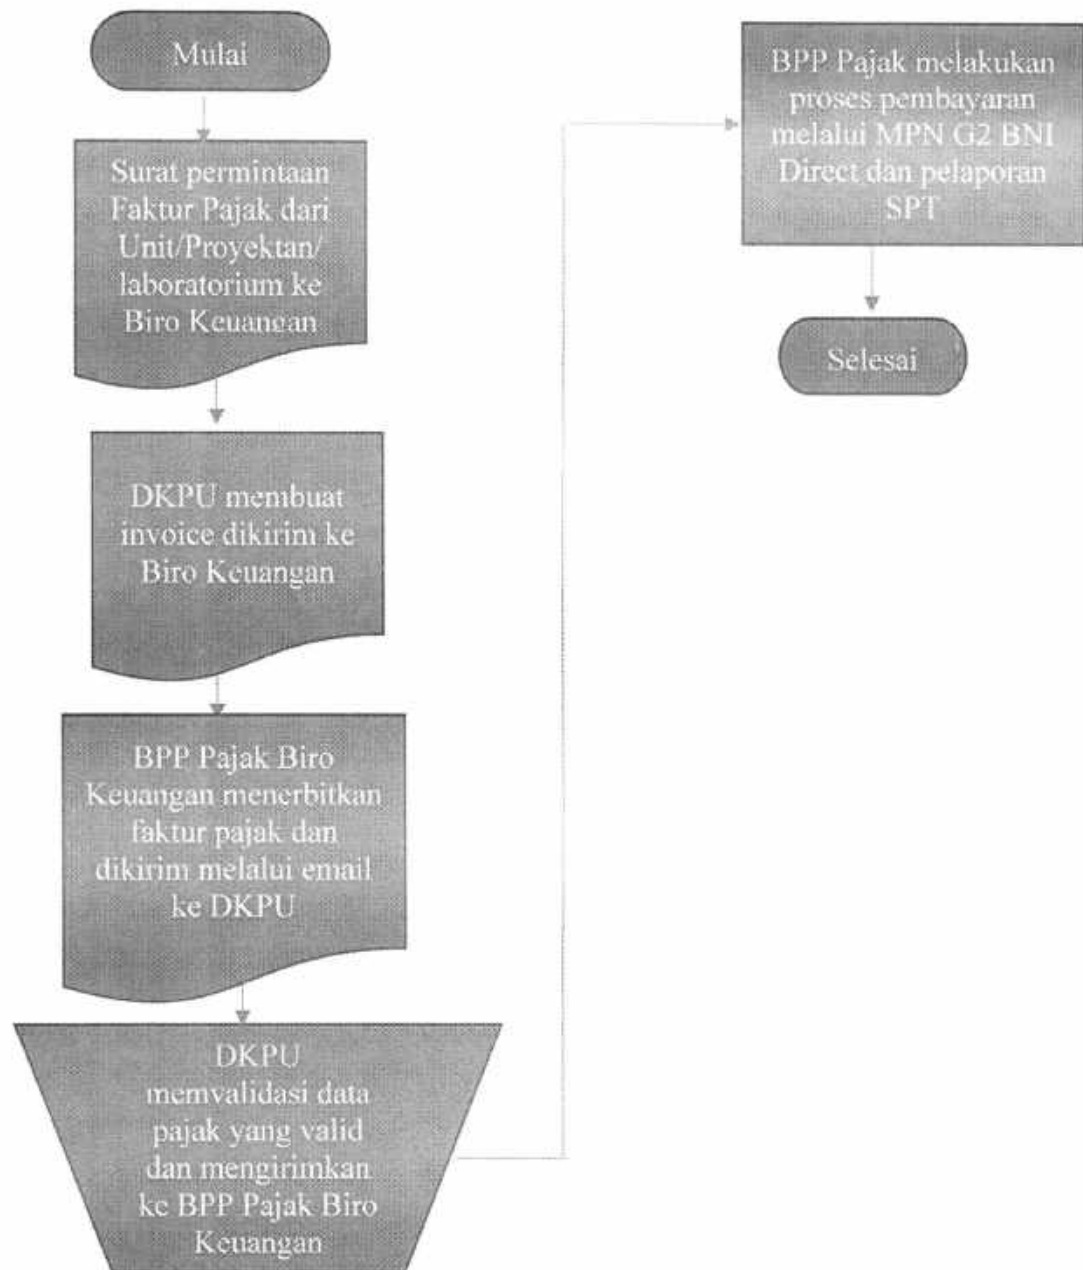 Mulai
Surat permintaan
Faktur Pajak dari
Unit/Proyektan/
laboratorium ke
Biro Keuangan
DKPU membuat
invoice dikirim ke
Biro Keuangan
BPP Pajak Biro
Keuangan menerbitkan
faktur pajak dan
dikirim melalui email
ke DKPU
DKPU
memvalidasi data
pajak yang valid
dan mengirimkan
ke BPP Pajak Biro
Keuangan
BPP Pajak melakukan
proses pembayaran
melalui MPN G2 BNI
Direct dan pelaporan
SPT
Selesai